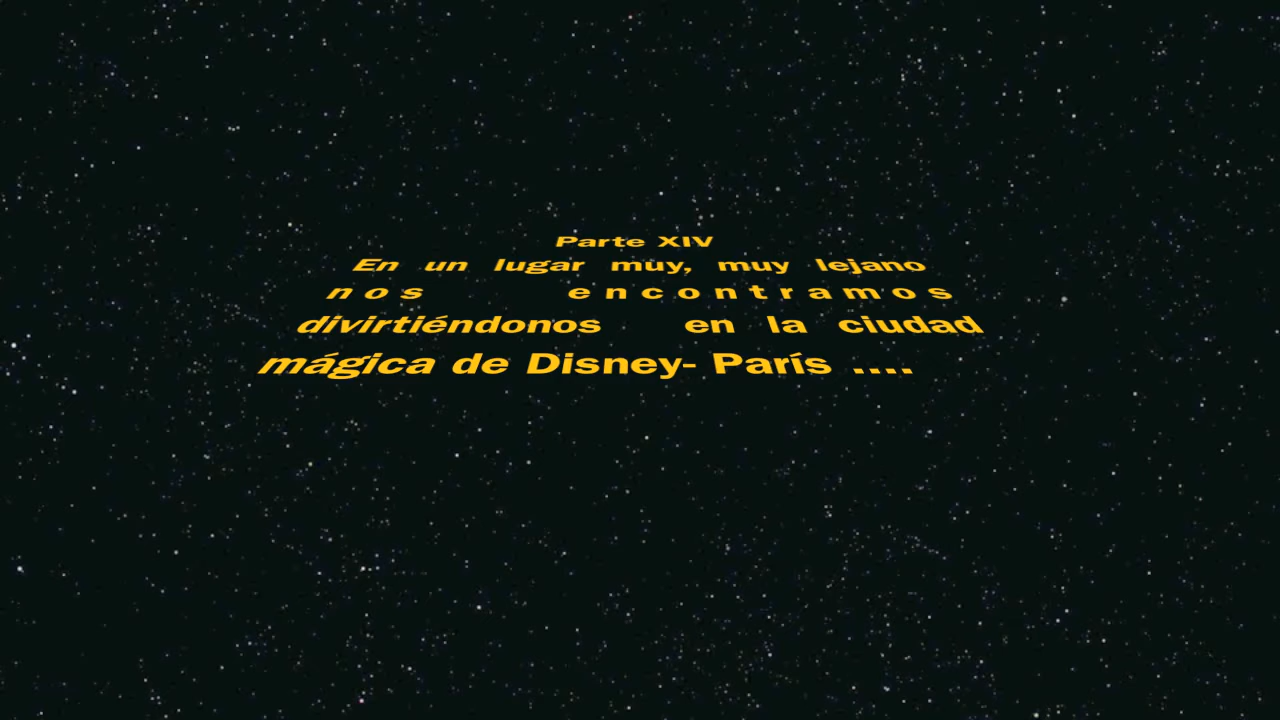 Parte XIV
En un lugar muy, muy lejano
nos encontramos
divirtiéndonos en la ciudad
mágica de Disney- París ....